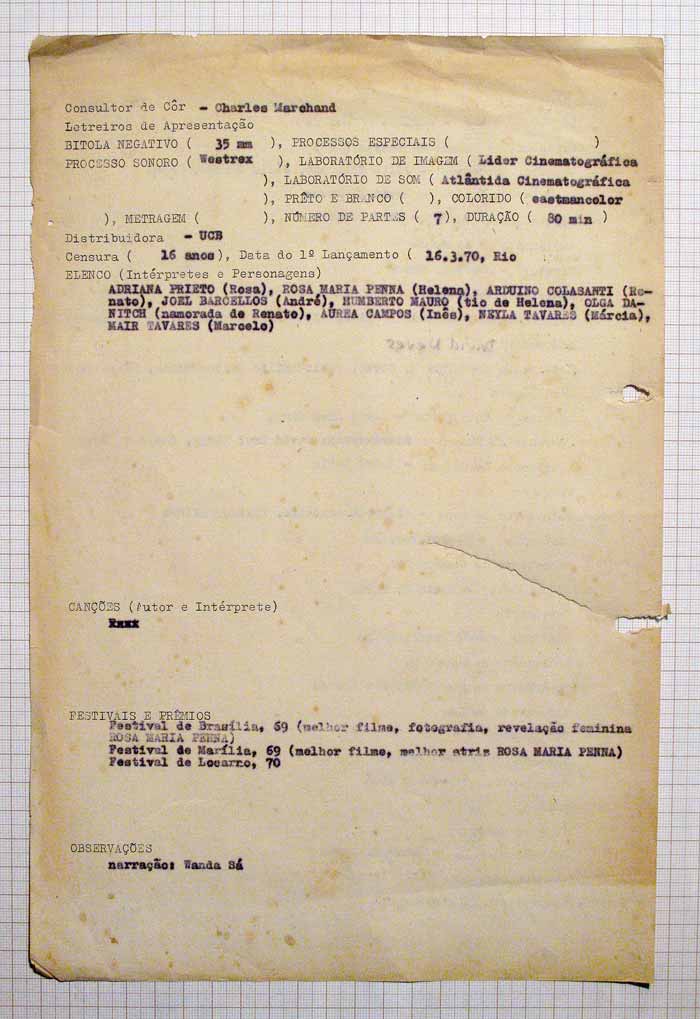 Consultor de Côr - Charles Marchand
Letreiros de Apresentação
BITOLA NEGATIVO ( 35 mm ), PROCESSOS ESPECIAIS ( )
PROCESSO SONORO ( Westrex ), LABORATÓRIO DE IMAGEM ( Lider Cinematográfica
), LABORATÓRIO DE SOM ( Atlântida Cinematográfica
), PRÊTO E BRANCO ( ), COLORIDO ( eastmancolor
), METRAGEM ( ), NÚMERO DE PARTES ( 7), DURAÇÃO ( 80 min )
Distribuidora - UCB
Censura ( 16 anos), Data do 1º Lançamento ( 16.3.70, Rio
ELENCO (Intérpretes e Personagens)
ADRIANA PRIETO (Rosa), ROSA MARIA PENNA (Helena), ARDUINO COLASANTI (Re-
nato), JOEL BARCELLOS (André), HUMBERTO MAURO (tio de Helena), OLGA DA-
NITCH (namorada de Renato), AUREA CAMPOS (Inês), NEYLA TAVARES (Márcia),
MAIR TAVARES (Marcelo)
David Neves
CANÇÕES (Autor e Intérprete)
FESTIVAIS E PRÊMIOS
Festival de Brasília, 69 (melhor filme, fotografia, revelação feminina
ROSA MARIA PENNA)
Festival de Marília, 69 (melhor filme, melhor atris ROSA MARIA PENNA)
Festival de Locarno, 70
OBSERVAÇÕES
narração: Wanda Sá